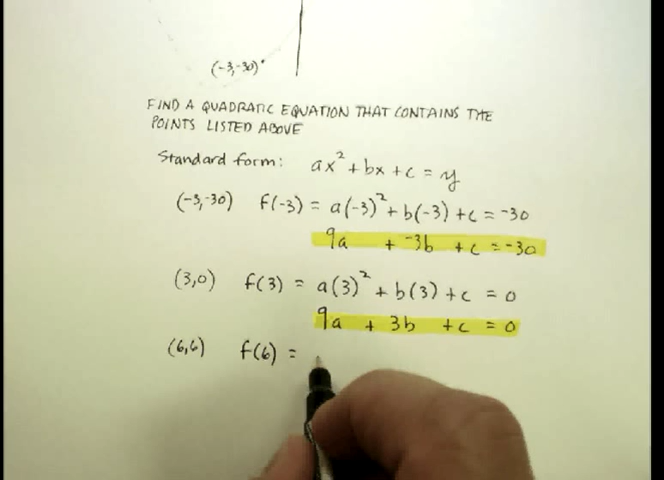 (-3,-30)
FIND A QUADRATIC EQUATION THAT CONTAINS THE
POINTS LISTED ABOVE
Standard form: ax² + bx + c = y
(-3,-30) f(-3) = a(-3)² + b(-3) + c = -30
9a + -3b + c = -30
(3,0) f(3) = a(3)² + b(3) + c = 0
9a + 3b + c = 0
(6,6) f(6) =